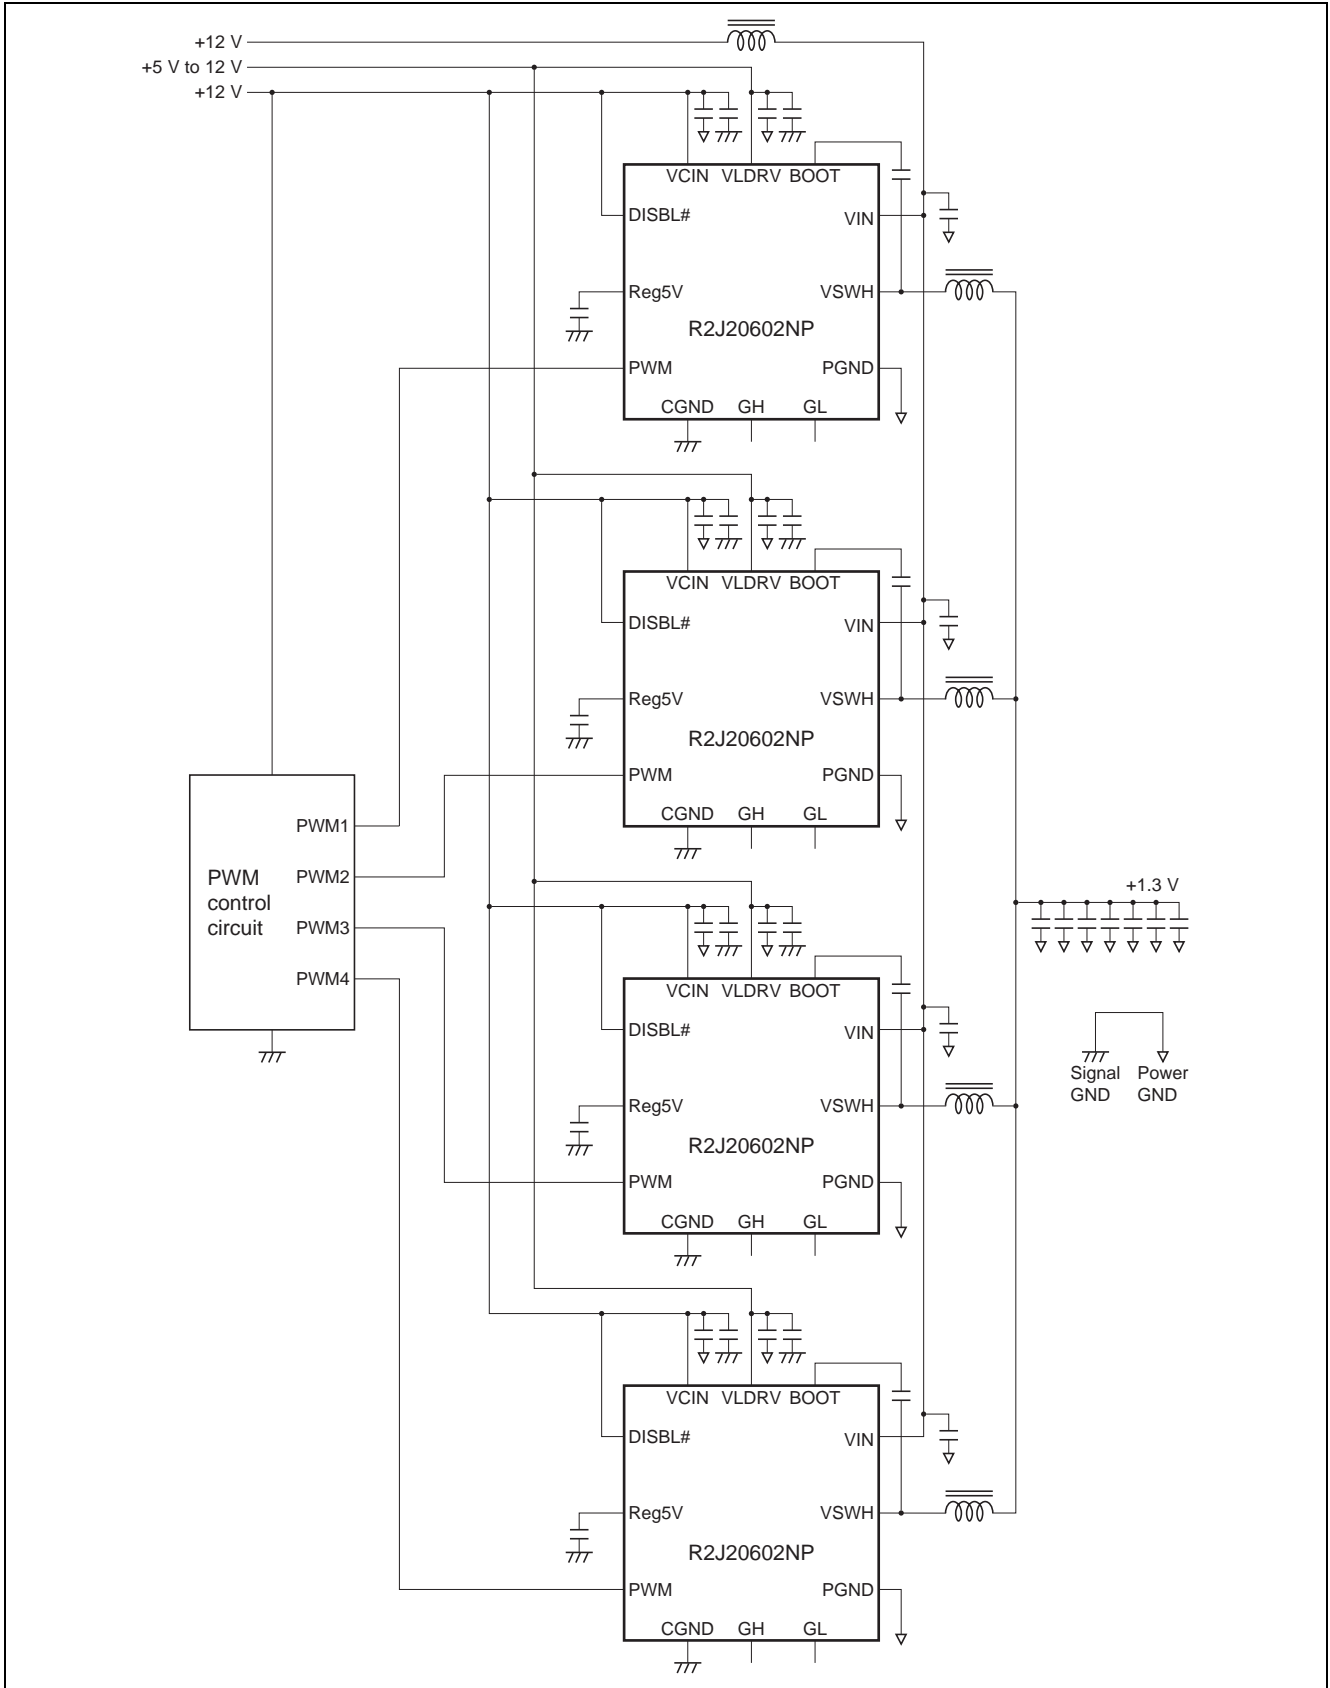 +12 V
+5 V to 12 V
+12 V
VCIN VLDRV BOOT
DISBL#
VIN
Reg5V
VSWH
R2J20602NP
PWM
PGND
CGND GH GL
VCIN VLDRV BOOT
DISBL#
VIN
Reg5V
VSWH
R2J20602NP
PWM
PGND
CGND GH GL
PWM1
PWM2
PWM3
PWM4
PWM
control
circuit
+1.3 V
VCIN VLDRV BOOT
DISBL#
VIN
Reg5V
VSWH
R2J20602NP
PWM
PGND
CGND GH GL
Signal
GND
Power
GND
VCIN VLDRV BOOT
DISBL#
VIN
Reg5V
VSWH
R2J20602NP
PWM
PGND
CGND GH GL